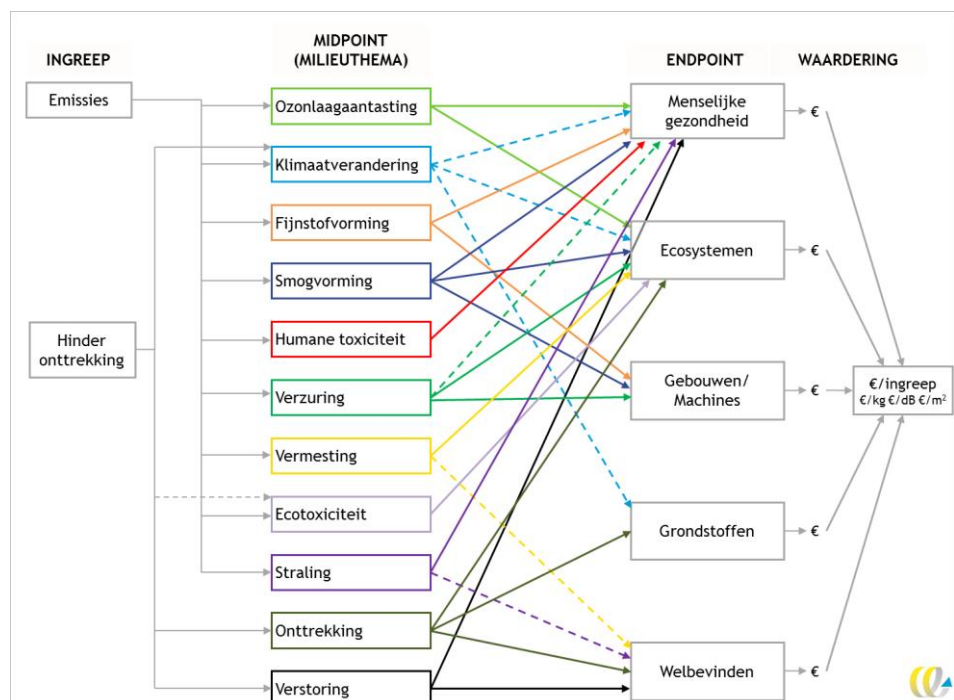 INGREEP
MIDPOINT
(MILIEUTHEMA)
ENDPOINT
WAARDERING
Emissies
Hinder
onttrekking
Ozonlaagaantasting
Klimaatverandering
Fijnstofvorming
Smogvorming
Humane toxiciteit
Verzuring
Vermesting
Ecotoxiciteit
Straling
Onttrekking
Verstoring
Menselijke
gezondheid
€
Ecosystemen
€
Gebouwen/
Machines
€
Grondstoffen
€
Welbevinden
€
€/ingreep
€/kg €/dB €/m²